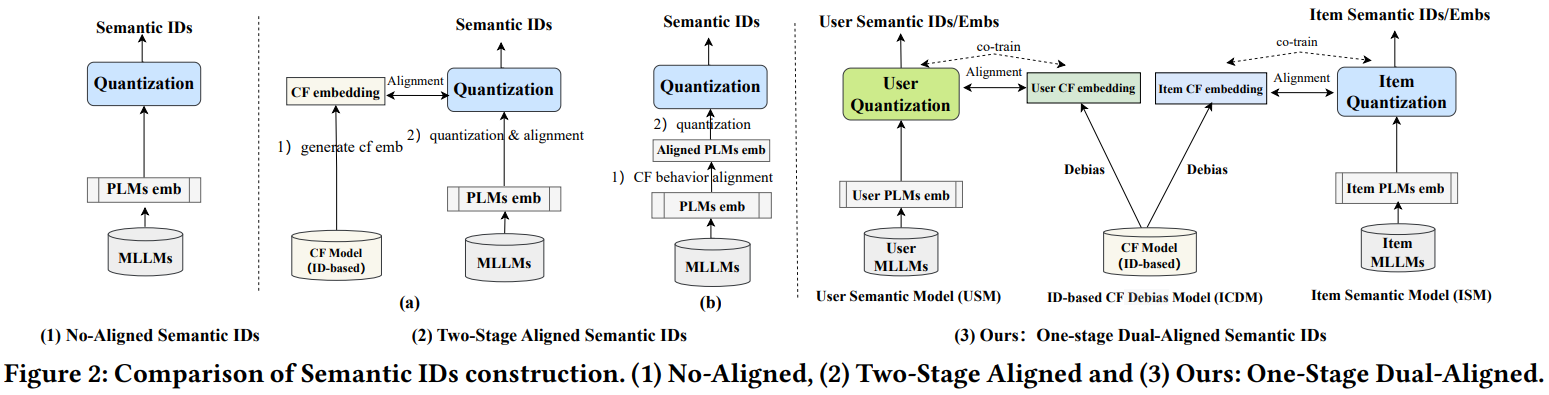 Semantic IDs
Quantization
PLMs emb
MLLMs
(1) No-Aligned Semantic IDs
Semantic IDs
CF embedding
Alignment
Quantization
1）generate cf emb
2）quantization & alignment
PLMs emb
CF Model
（ID-based）
MLLMs
(a)
Semantic IDs
Quantization
2）quantization
Aligned PLMs emb
1）CF behavior alignment
PLMs emb
MLLMs
(b)
(2) Two-Stage Aligned Semantic IDs
User Semantic IDs/Embs
co-train
User
Quantization
Alignment
User CF embedding
User PLMs emb
User
MLLMs
User Semantic Model (USM)
Debias
Debias
CF Model
（ID-based）
ID-based CF Debias Model (ICDM)
Item Semantic IDs/Embs
co-train
Item CF embedding
Alignment
Item
Quantization
Item PLMs emb
Item
MLLMs
Item Semantic Model (ISM)
(3) Ours：One-stage Dual-Aligned Semantic IDs
Figure 2: Comparison of Semantic IDs construction. (1) No-Aligned, (2) Two-Stage Aligned and (3) Ours: One-Stage Dual-Aligned.